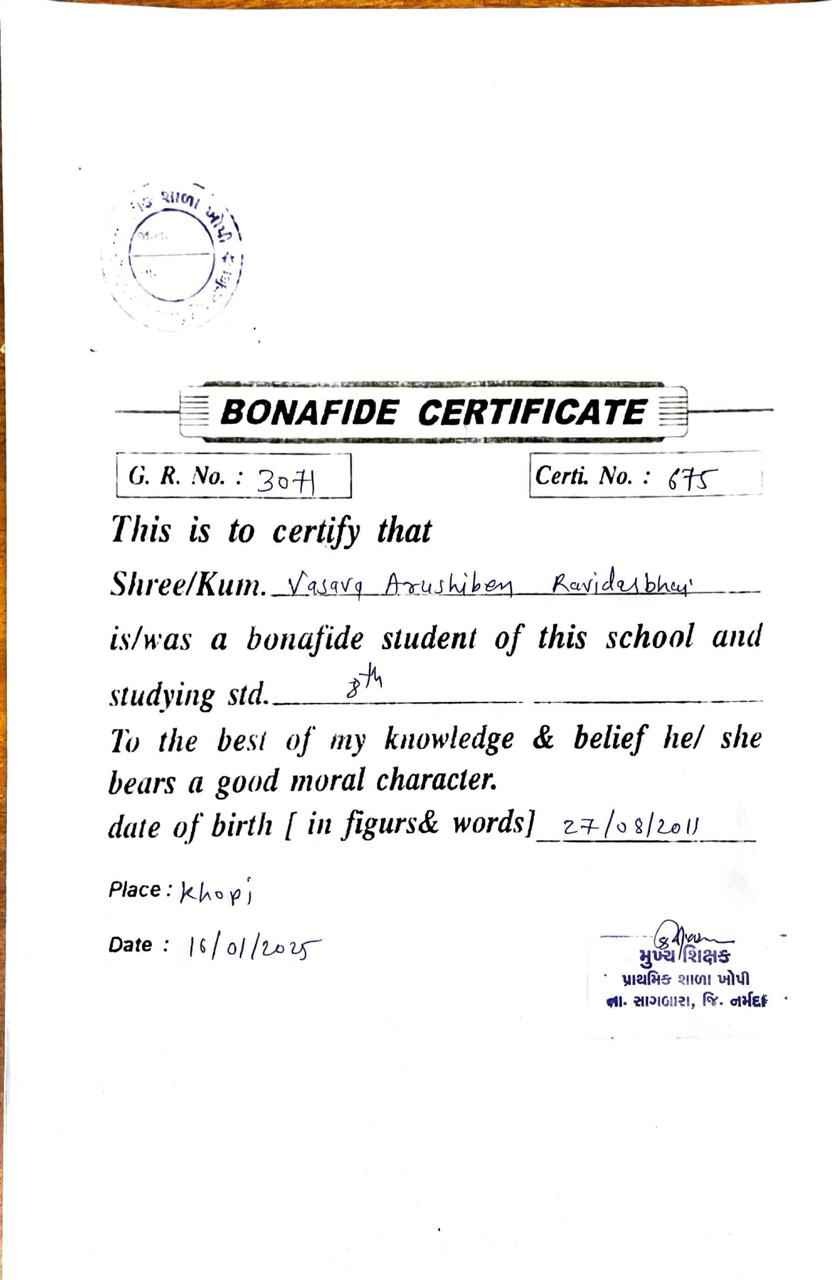 શાળા ખોપી
BONAFIDE CERTIFICATE
G. R. No. : 3071
Certi. No. : 675
This is to certify that
Shree/Kum. Vasava Arushiben Ravidasbhai
is/was a bonafide student of this school and
studying std. 8th
To the best of my knowledge & belief he/ she
bears a good moral character.
date of birth [ in figurs& words] 27/08/2011
Place : Khopi
Date : 16/01/2025
મુખ્ય શિક્ષક
પ્રાથમિક શાળા ખોપી
તા. સાગબારા, જિ. નર્મદા